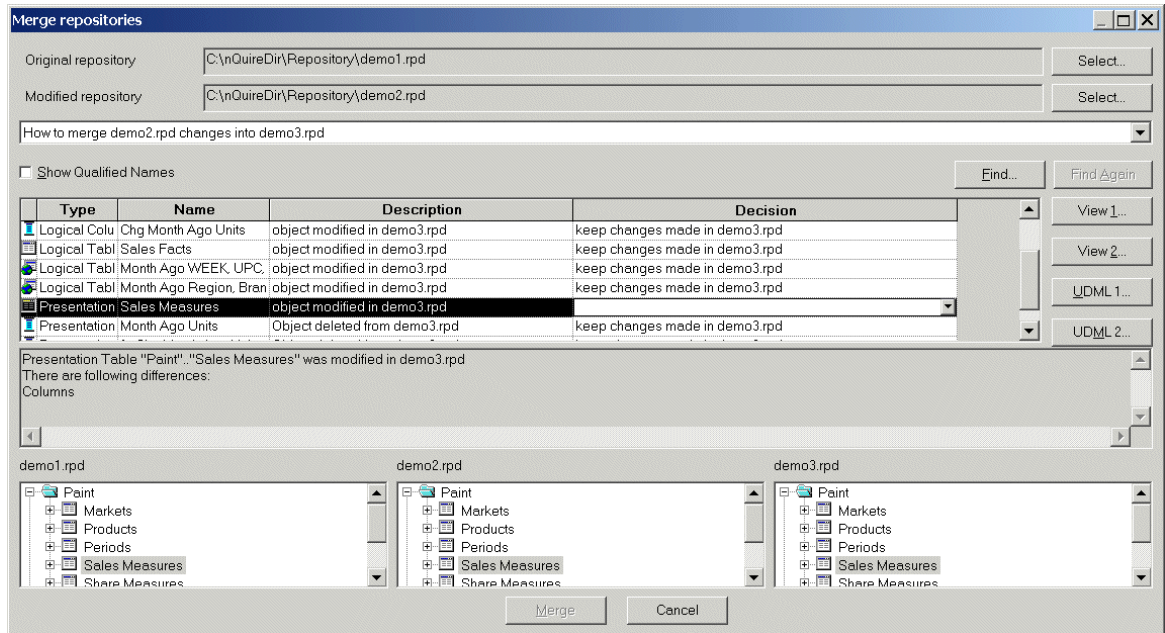 Merge repositories
Original repository C:\nQuireDir\Repository\demo1.rpd Select...
Modified repository C:\nQuireDir\Repository\demo2.rpd Select...
How to merge demo2.rpd changes into demo3.rpd
Show Qualified Names Find... Find Again
Type Name Description Decision View 1...
Logical Colu Chg Month Ago Units object modified in demo3.rpd keep changes made in demo3.rpd
Logical Tabl Sales Facts object modified in demo3.rpd keep changes made in demo3.rpd View 2...
Logical Tabl Month Ago WEEK, UPC, object modified in demo3.rpd keep changes made in demo3.rpd
Logical Tabl Month Ago Region, Bran object modified in demo3.rpd keep changes made in demo3.rpd UDML 1...
Presentation Sales Measures object modified in demo3.rpd
Presentation Month Ago Units Object deleted from demo3.rpd keep changes made in demo3.rpd UDML 2...
Presentation Table "Paint".."Sales Measures" was modified in demo3.rpd
There are following differences:
Columns
demo1.rpd demo2.rpd demo3.rpd
Paint Paint Paint
Markets Markets Markets
Products Products Products
Periods Periods Periods
Sales Measures Sales Measures Sales Measures
Share Measures Share Measures Share Measures
Merge Cancel